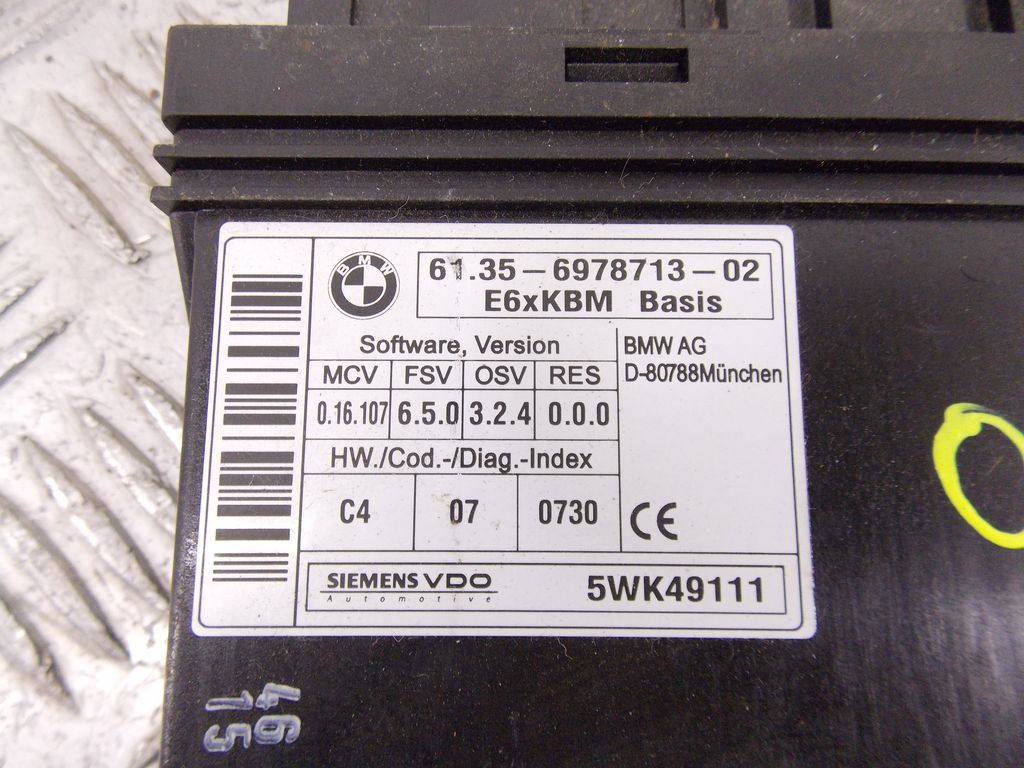 BMW
61.35-6978713-02
E6xKBM Basis
Software, Version
BMW AG
D-80788München
MCV FSV OSV RES
0.16.107 6.5.0 3.2.4 0.0.0
HW./Cod.-/Diag.-Index
C4 07 0730
CE
SIEMENS VDO
Automotive
5WK49111
46
15